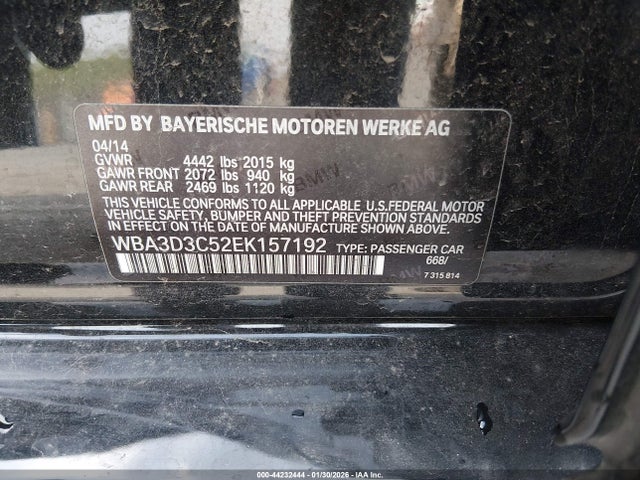 MFD BY BAYERISCHE MOTOREN WERKE AG
04/14
GVWR 4442 lbs 2015 kg
GAWR FRONT 2072 lbs 940 kg
GAWR REAR 2469 lbs 1120 kg
THIS VEHICLE CONFORMS TO ALL APPLICABLE U.S.FEDERAL MOTOR
VEHICLE SAFETY, BUMPER AND THEFT PREVENTION STANDARDS
IN EFFECT ON THE DATE OF MANUFACTURE SHOWN ABOVE.
WBA3D3C52EK157192 TYPE: PASSENGER CAR
668/
7 315 814
BMW
000-44232444 - 01/30/2026 - IAA Inc.